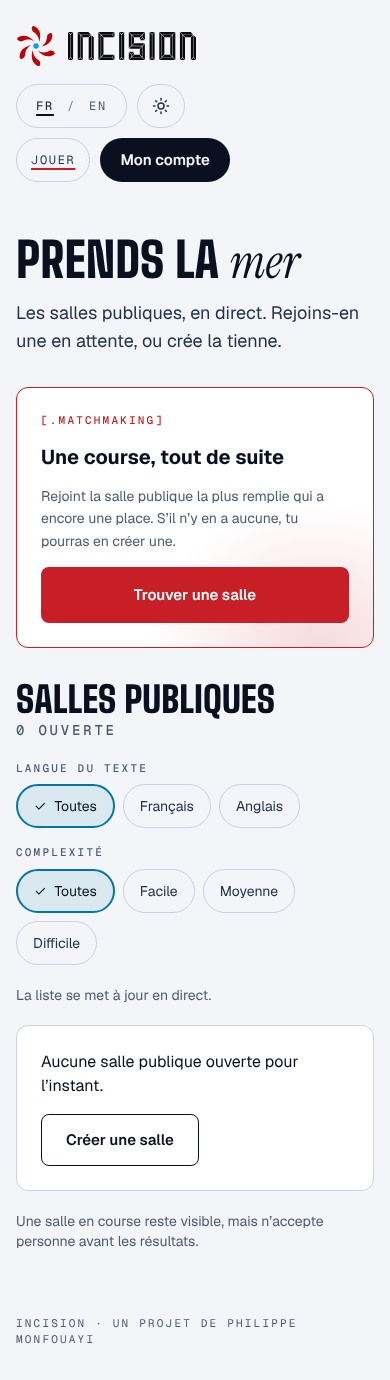 INCISION
FR / EN
JOUER
Mon compte
PRENDS LA mer
Les salles publiques, en direct. Rejoins-en
une en attente, ou crée la tienne.
[.MATCHMAKING]
Une course, tout de suite
Rejoint la salle publique la plus remplie qui a
encore une place. S’il n’y en a aucune, tu
pourras en créer une.
Trouver une salle
SALLES PUBLIQUES
0 OUVERTE
LANGUE DU TEXTE
✓ Toutes
Français
Anglais
COMPLEXITÉ
✓ Toutes
Facile
Moyenne
Difficile
La liste se met à jour en direct.
Aucune salle publique ouverte pour
l’instant.
Créer une salle
Une salle en course reste visible, mais n’accepte
personne avant les résultats.
INCISION · UN PROJET DE PHILIPPE
MONFOUAYI